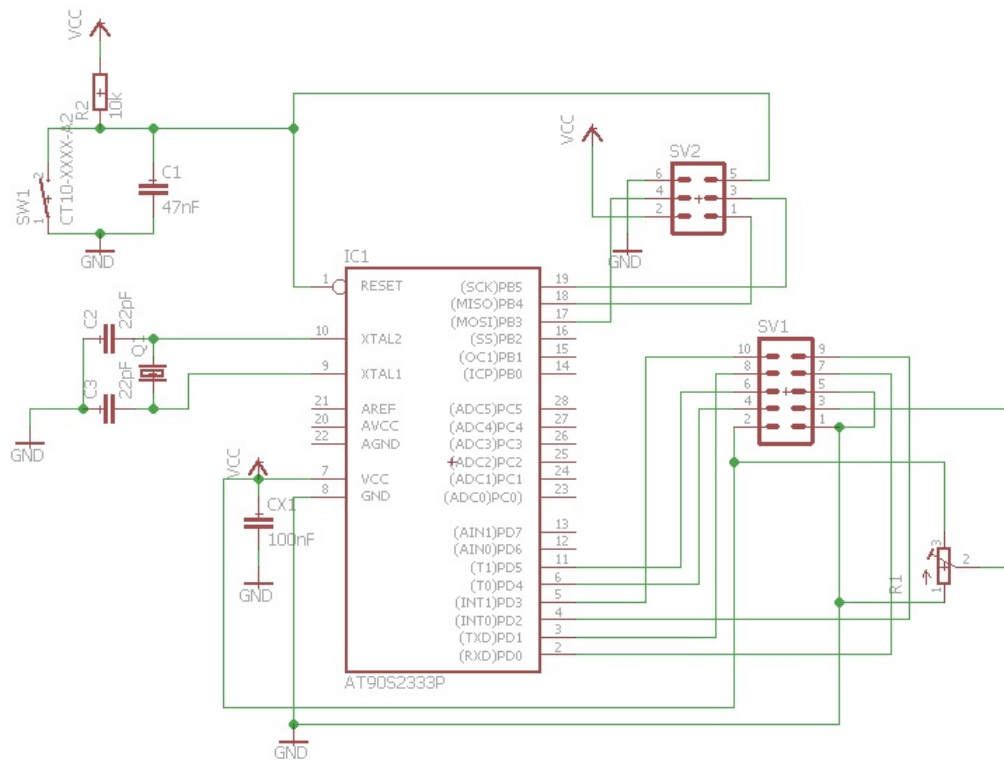 VCC
R2
10k
CT10-XXXX-A2
SW1
2
1
C1
47nF
GND
VCC
SV2
6
4
2
5
3
1
GND
IC1
AT90S2333P
1
RESET
10
XTAL2
9
XTAL1
21
AREF
20
AVCC
22
AGND
7
VCC
8
GND
(SCK)PB5
19
(MISO)PB4
18
(MOSI)PB3
17
(SS)PB2
16
(OC1)PB1
15
(ICP)PB0
14
(ADC5)PC5
28
(ADC4)PC4
27
(ADC3)PC3
26
(ADC2)PC2
25
(ADC1)PC1
24
(ADC0)PC0
23
(AIN1)PD7
13
(AIN0)PD6
12
(T1)PD5
11
(T0)PD4
6
(INT1)PD3
5
(INT0)PD2
4
(TXD)PD1
3
(RXD)PD0
2
C2
22pF
C3
22pF
Q1
GND
VCC
CX1
100nF
GND
GND
SV1
10
8
6
4
2
9
7
5
3
1
R1
3
2
1